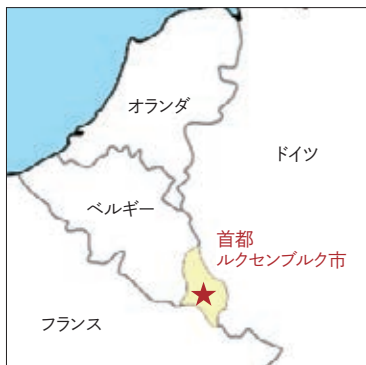 オランダ
ドイツ
ベルギー
首都
ルクセンブルク市
フランス